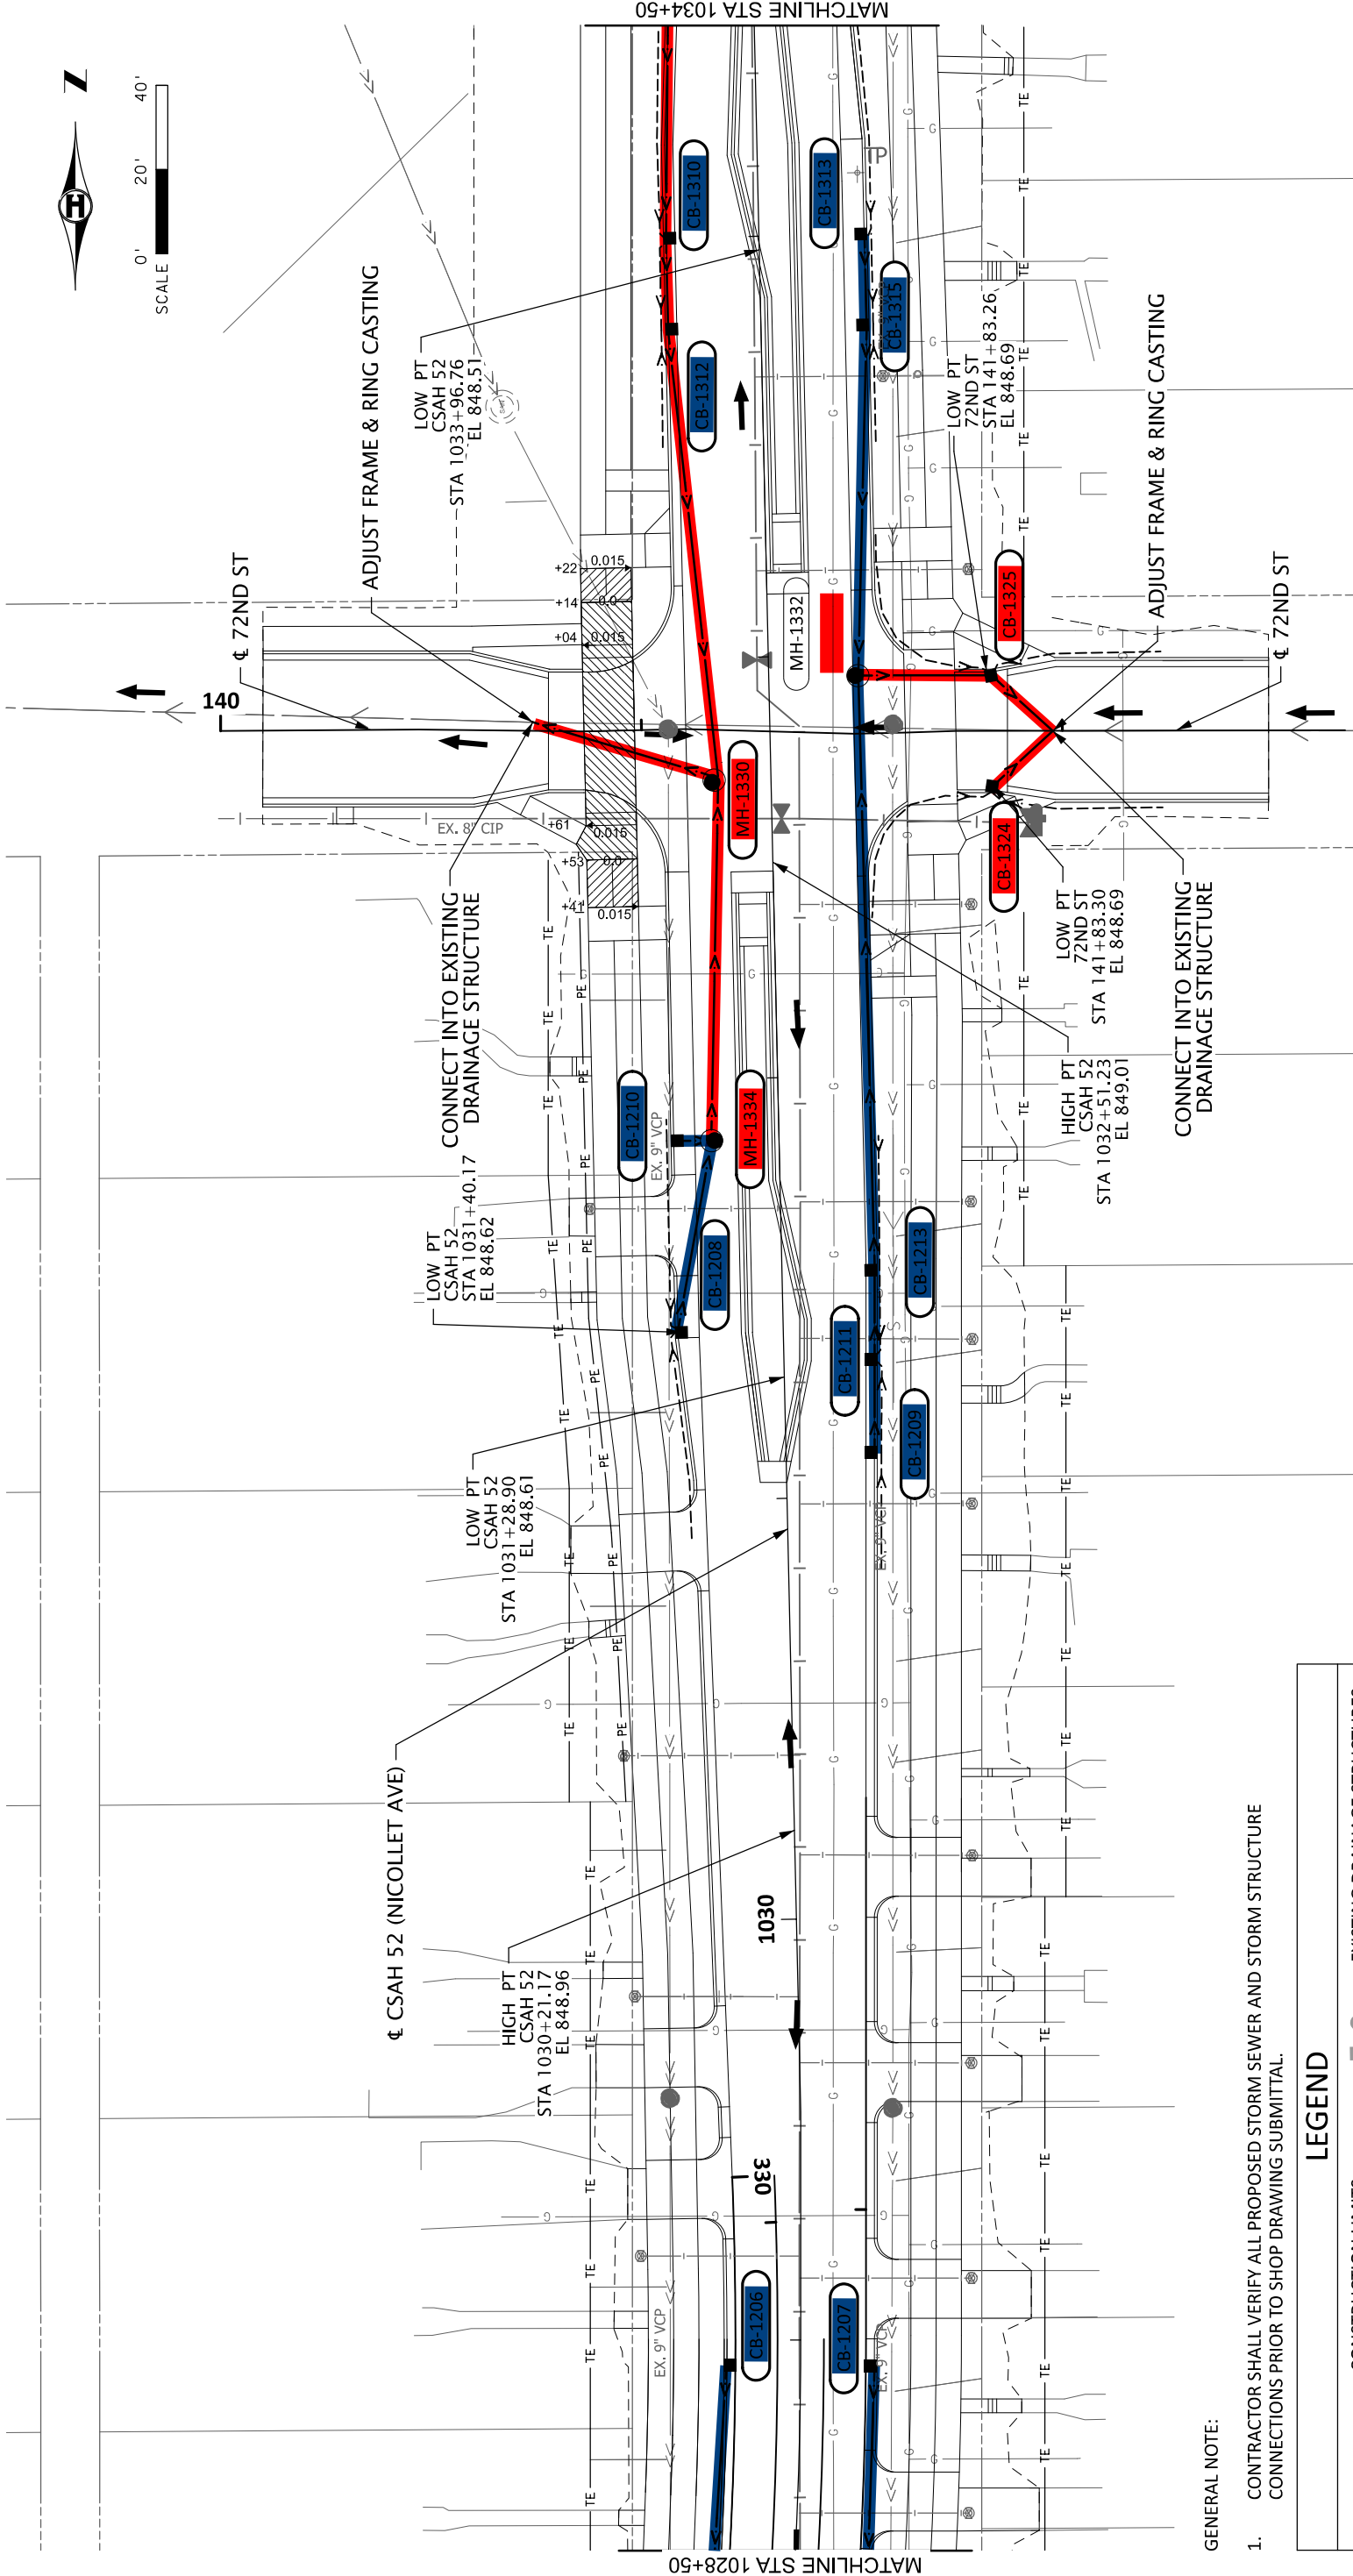 MATCHLINE STA 1034+50
N
H
0' 20' 40'
SCALE
CB-1310
CB-1313
TP
CB-1315
CB-1312
LOW PT
CSAH 52
STA 1033+96.76
EL 848.51
LOW PT
72ND ST
STA 141+83.26
EL 848.69
ADJUST FRAME & RING CASTING
ADJUST FRAME & RING CASTING
℄ 72ND ST
℄ 72ND ST
140
+22
0.015
+14
0.0
+04
0.015
MH-1332
CB-1325
MH-1330
CB-1324
EX. 8" CIP
+61
0.015
+53
0.0
+41
0.015
CONNECT INTO EXISTING
DRAINAGE STRUCTURE
LOW PT
72ND ST
STA 141+83.30
EL 848.69
CONNECT INTO EXISTING
DRAINAGE STRUCTURE
HIGH PT
CSAH 52
STA 1032+51.23
EL 849.01
CB-1210
EX. 9" VCP
MH-1334
LOW PT
CSAH 52
STA 1031+40.17
EL 848.62
CB-1208
CB-1213
CB-1211
CB-1209
EX. 9" VCP
LOW PT
CSAH 52
STA 1031+28.90
EL 848.61
℄ CSAH 52 (NICOLLET AVE)
HIGH PT
CSAH 52
STA 1030+21.17
EL 848.96
1030
330
CB-1206
CB-1207
EX. 9" VCP
EX. 9" VCP
MATCHLINE STA 1028+50
GENERAL NOTE:
1. CONTRACTOR SHALL VERIFY ALL PROPOSED STORM SEWER AND STORM STRUCTURE
CONNECTIONS PRIOR TO SHOP DRAWING SUBMITTAL.
LEGEND